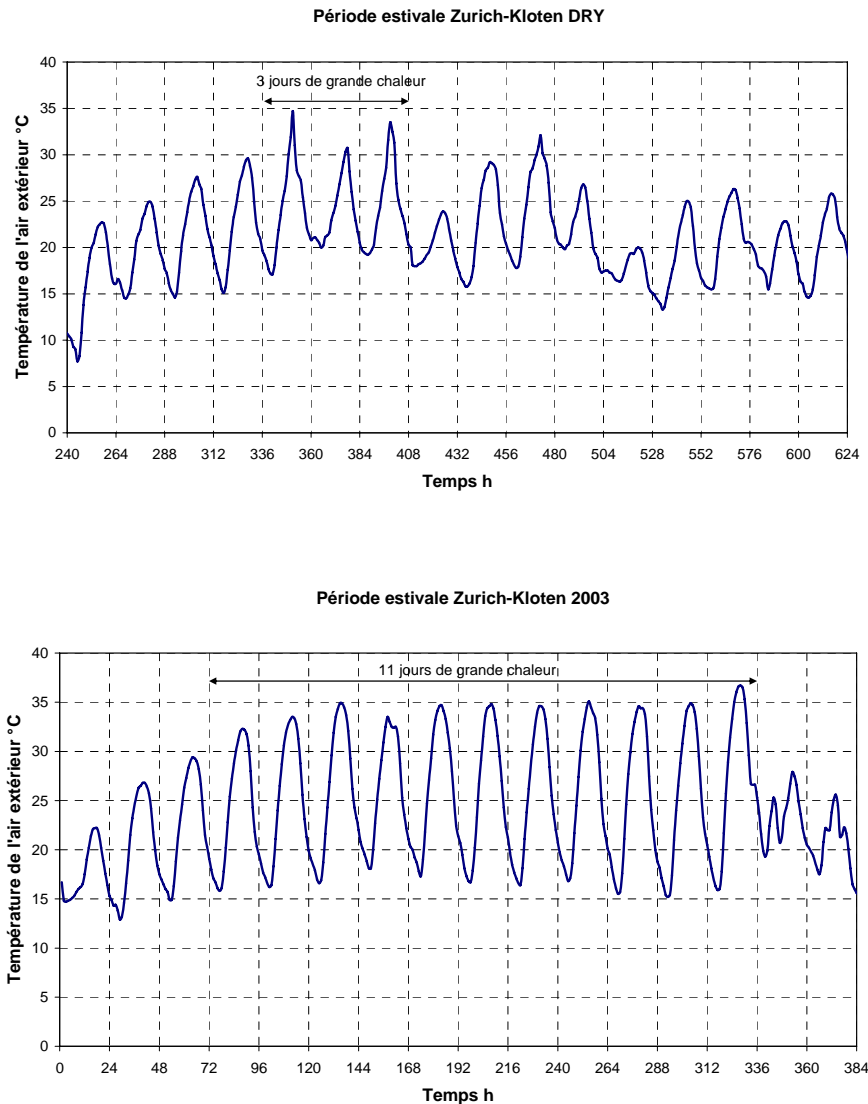 Période estivale Zurich-Kloten DRY
40
3 jours de grande chaleur
35
30
25
20
15
10
5
0
Température de l'air extérieur °C
240 264 288 312 336 360 384 408 432 456 480 504 528 552 576 600 624
Temps h
Période estivale Zurich-Kloten 2003
40
11 jours de grande chaleur
35
30
25
20
15
10
5
0
Température de l'air extérieur °C
0 24 48 72 96 120 144 168 192 216 240 264 288 312 336 360 384
Temps h